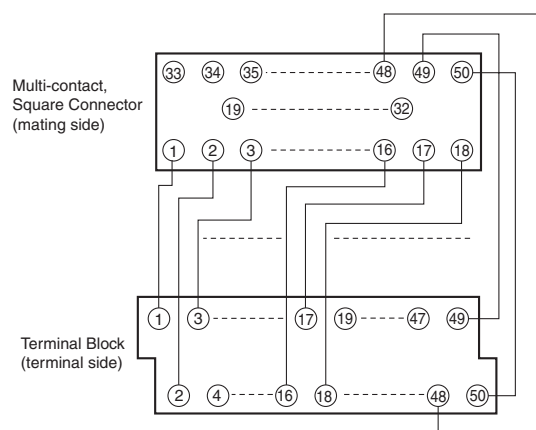 33 34 35 48 49 50
Multi-contact,
Square Connector
(mating side)
19 32
1 2 3 16 17 18
1 3 17 19 47 49
Terminal Block
(terminal side)
2 4 16 18 48 50